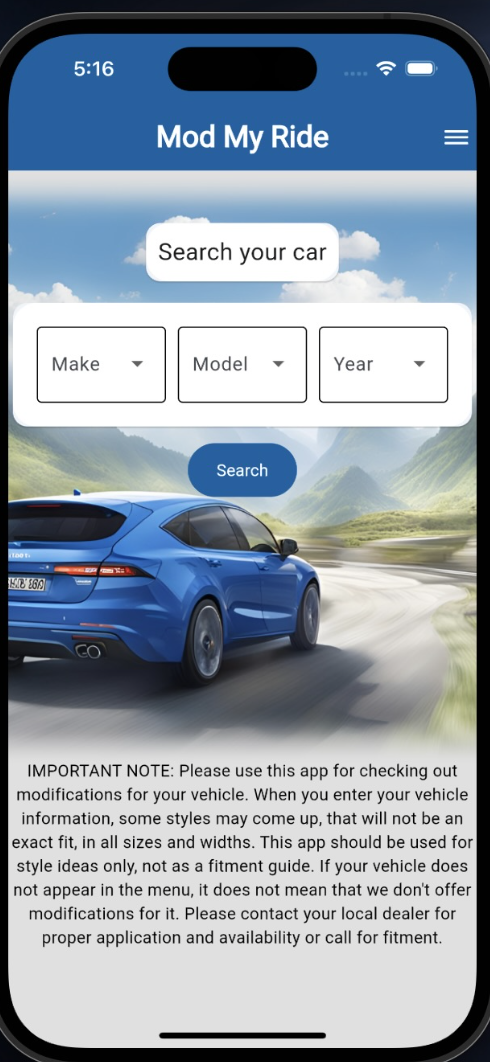 5:16
Mod My Ride
Search your car
Make Model Year
Search
IMPORTANT NOTE: Please use this app for checking out
modifications for your vehicle. When you enter your vehicle
information, some styles may come up, that will not be an
exact fit, in all sizes and widths. This app should be used for
style ideas only, not as a fitment guide. If your vehicle does
not appear in the menu, it does not mean that we don't offer
modifications for it. Please contact your local dealer for
proper application and availability or call for fitment.